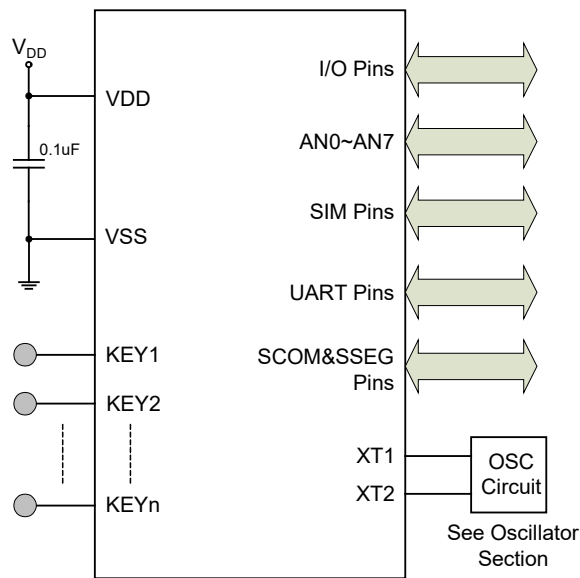 VDD
VDD
0.1uF
VSS
KEY1
KEY2
KEYn
I/O Pins
AN0~AN7
SIM Pins
UART Pins
SCOM&SSEG
Pins
XT1
XT2
OSC
Circuit
See Oscillator
Section